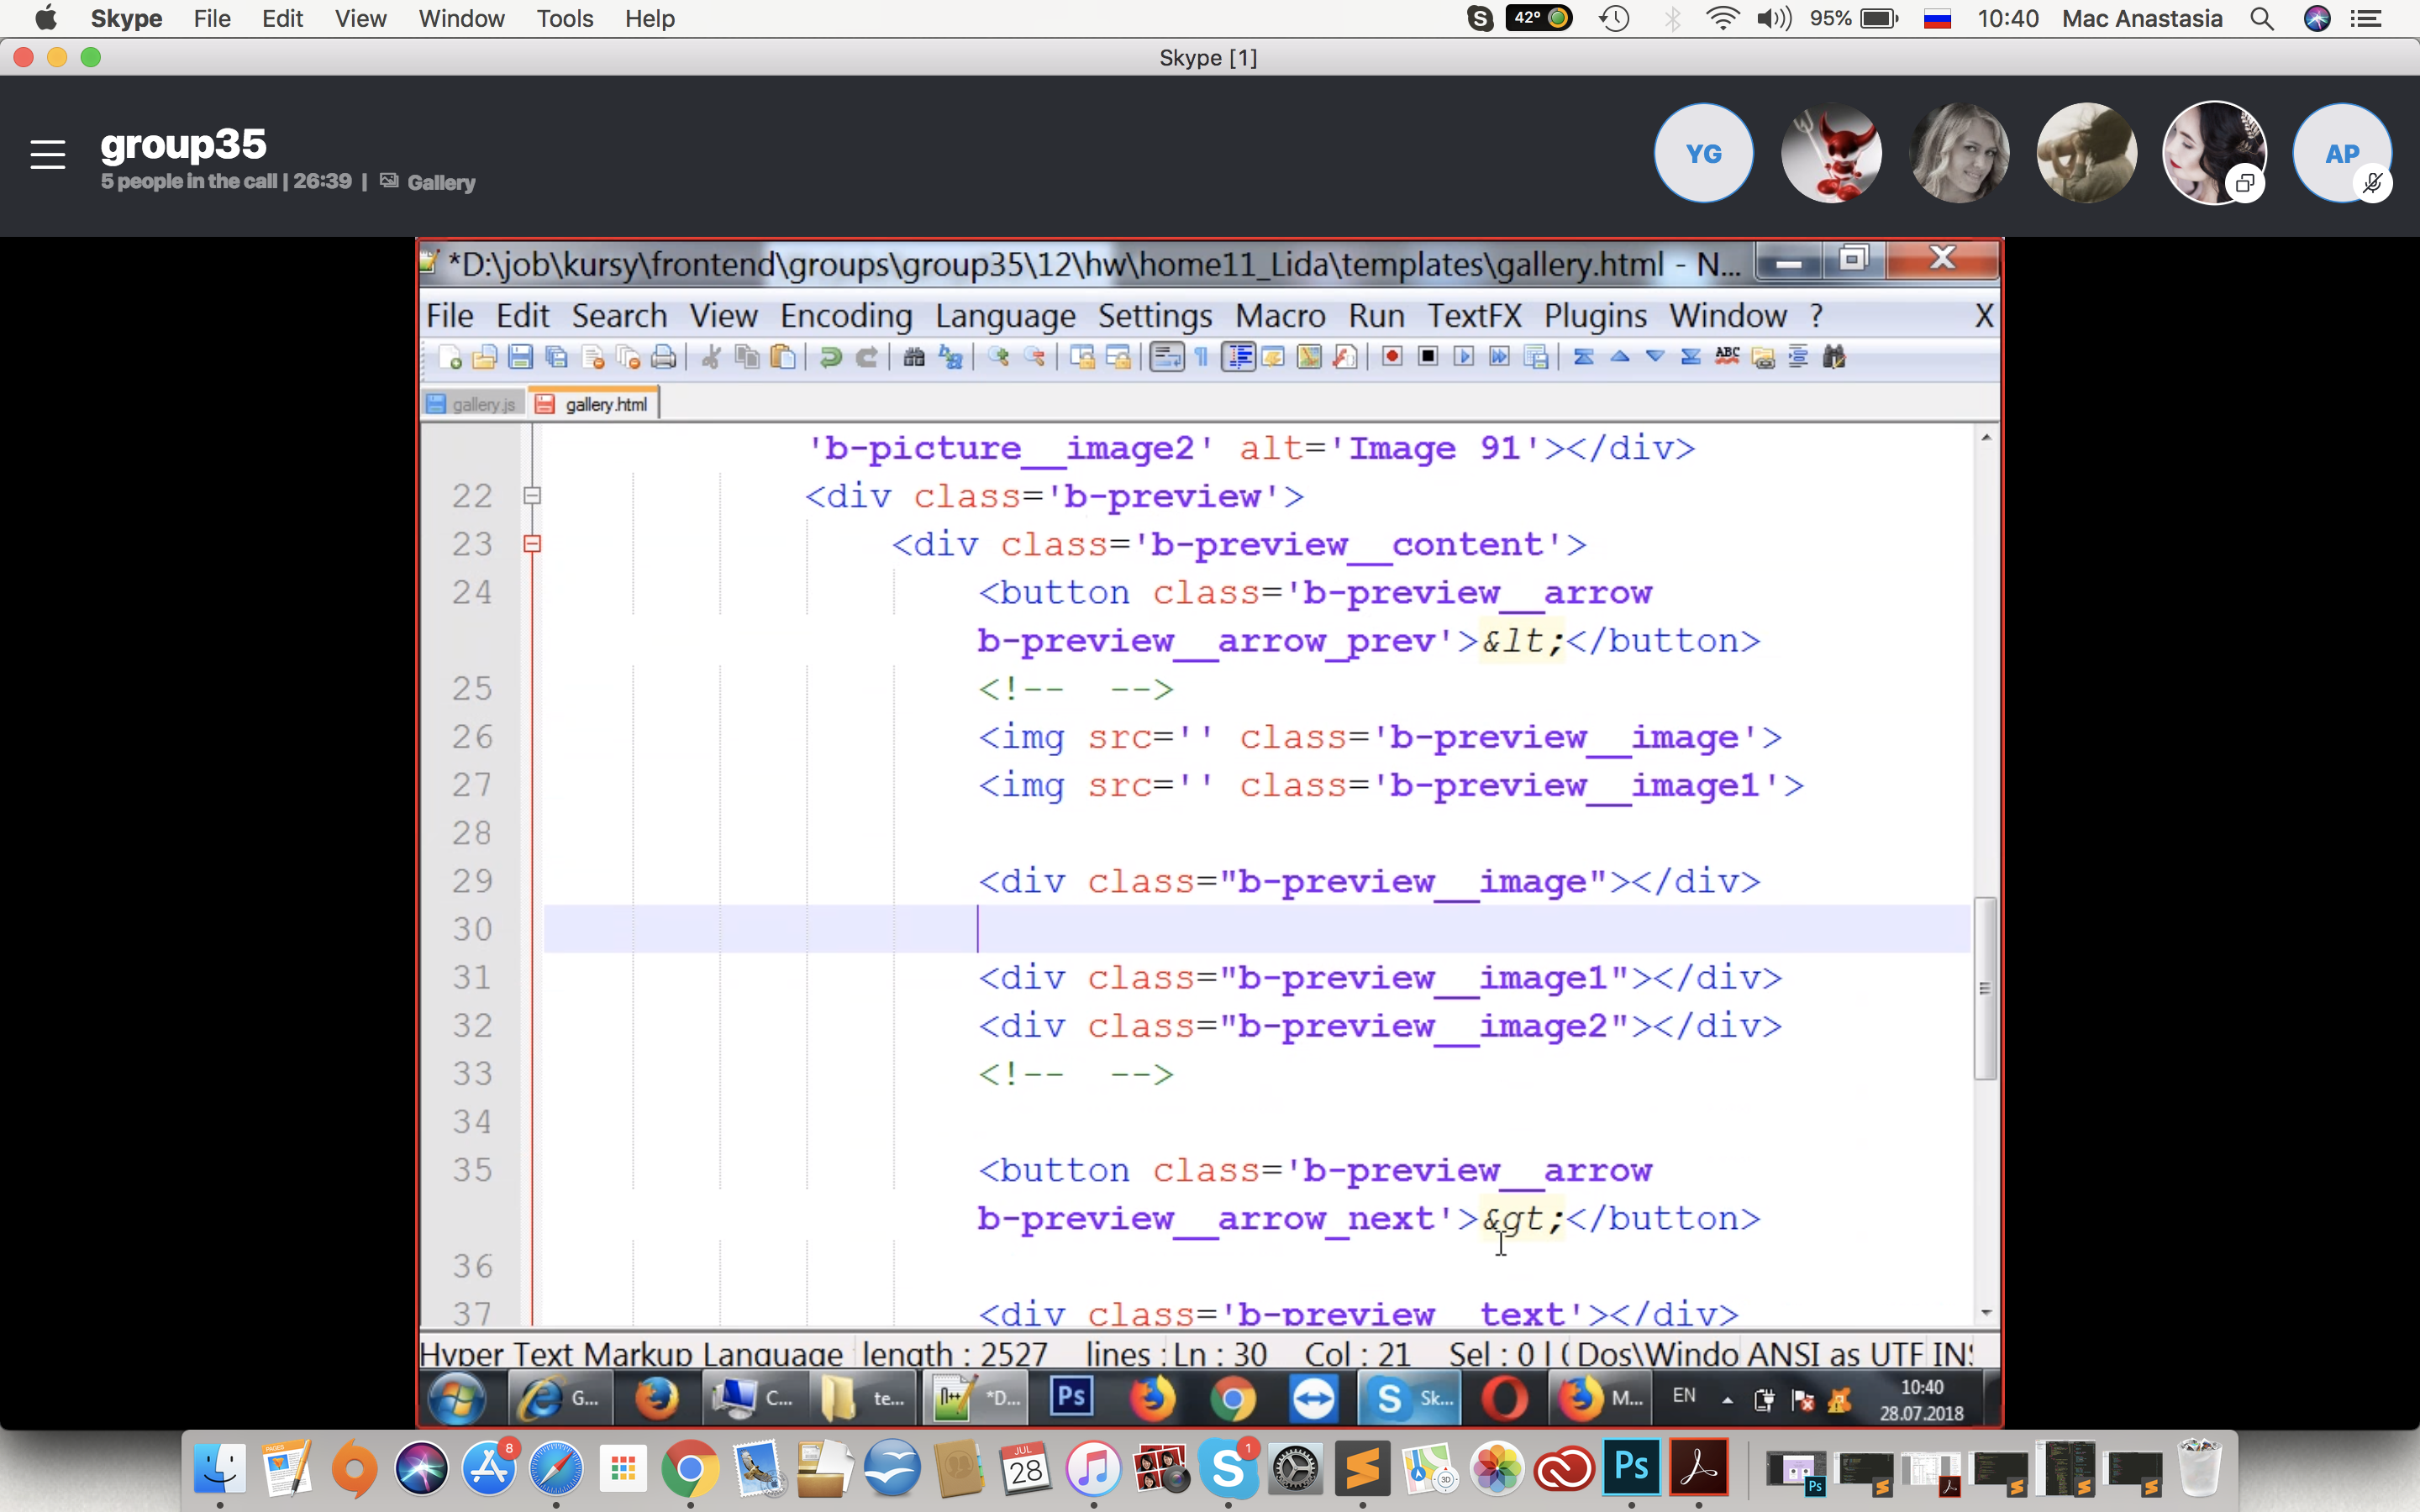 Skype File Edit View Window Tools Help 42° 95% 10:40 Mac Anastasia
Skype [1]
group35
5 people in the call | 26:39 | Gallery
YG
AP
*D:\job\kursy\frontend\groups\group35\12\hw\home11_Lida\templates\gallery.html - N...
File Edit Search View Encoding Language Settings Macro Run TextFX Plugins Window ? X
ABC
gallery.js gallery.html
'b-picture__image2' alt='Image 91'></div>
22 <div class='b-preview'>
23 <div class='b-preview__content'>
24 <button class='b-preview__arrow
b-preview__arrow_prev'>&lt;</button>
25 <!--  -->
26 <img src='' class='b-preview__image'>
27 <img src='' class='b-preview__image1'>
28
29 <div class="b-preview__image"></div>
30
31 <div class="b-preview__image1"></div>
32 <div class="b-preview__image2"></div>
33 <!--  -->
34
35 <button class='b-preview__arrow
b-preview__arrow_next'>&gt;</button>
36
37 <div class='b-preview__text'></div>
Hyper Text Markup Language length : 2527 lines : Ln : 30 Col : 21 Sel : 0 | ( Dos\Windo ANSI as UTF IN
G... C... te... *D... Ps Sk... M... EN 10:40
28.07.2018
PAGES 8 JUL 28 3D 1 Ps